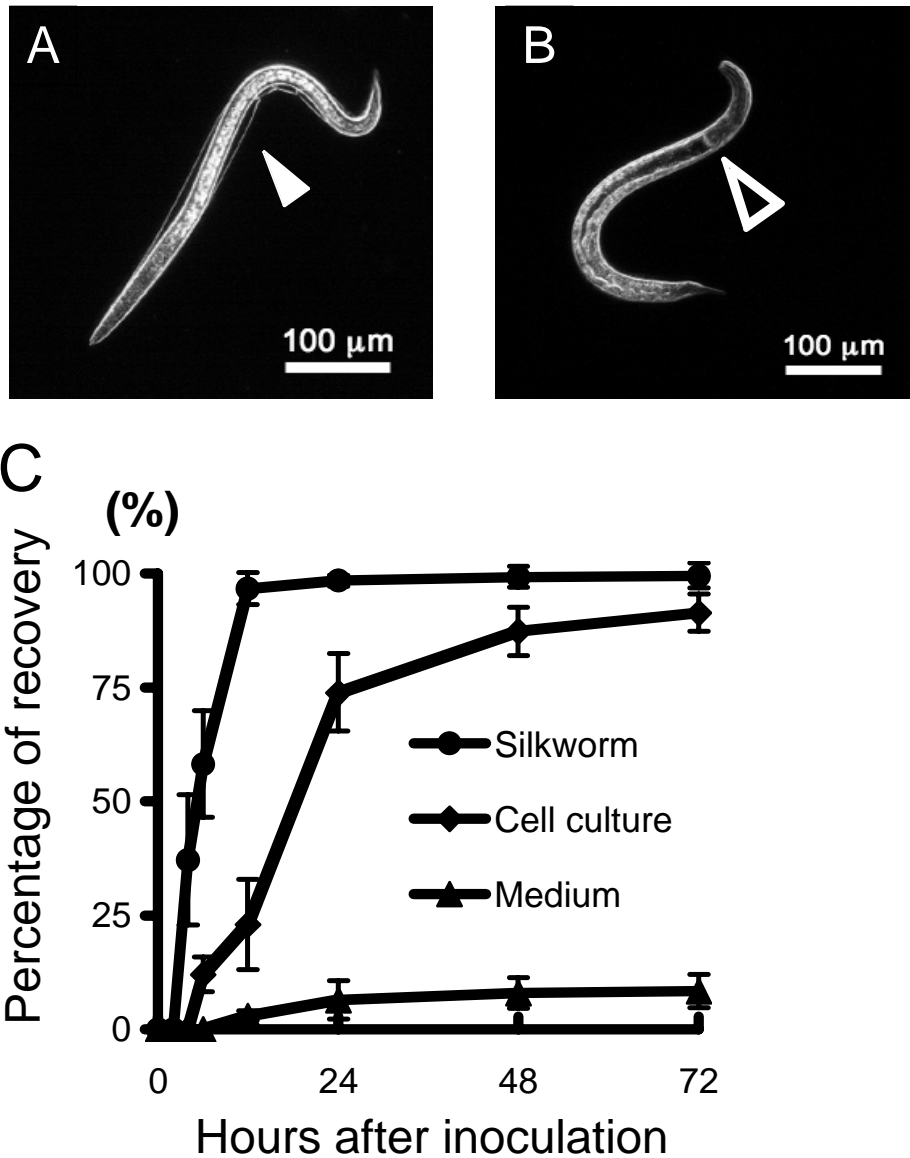 A
B
100 μm
100 μm
C
(%)
Percentage of recovery
100
75
50
25
0
Silkworm
Cell culture
Medium
0 24 48 72
Hours after inoculation